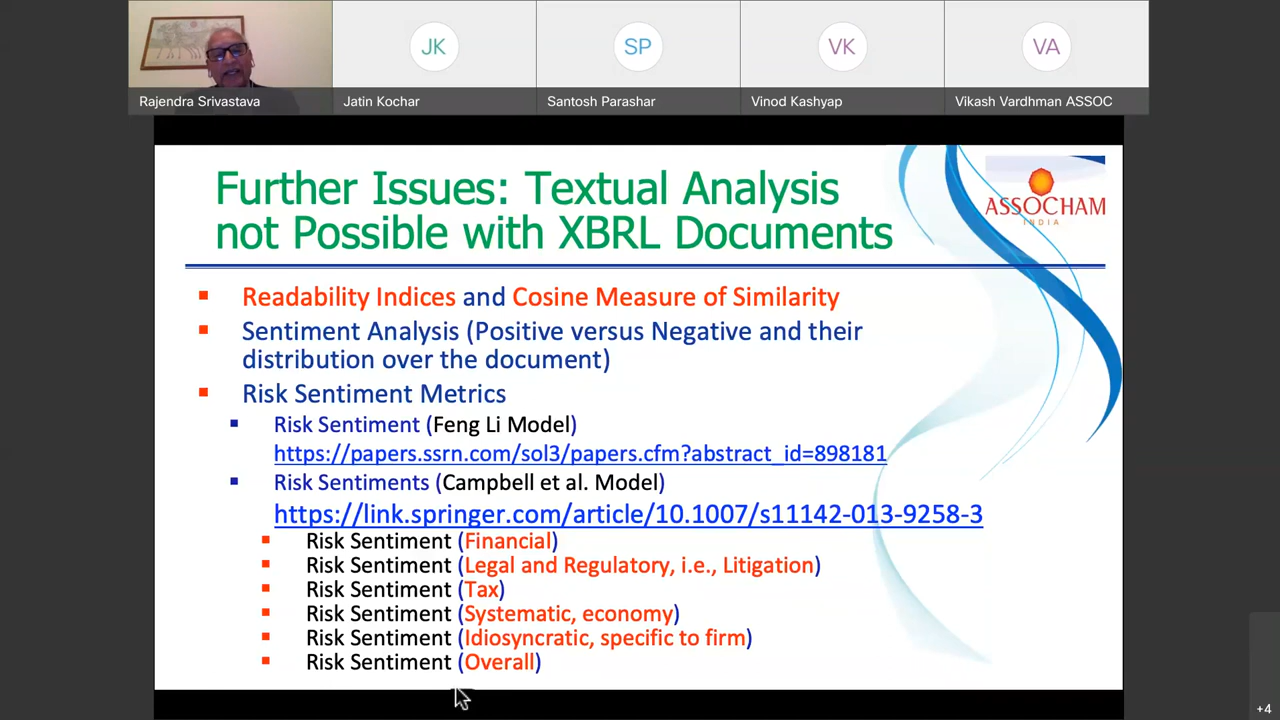 JK
SP
VK
VA
Rajendra Srivastava
Jatin Kochar
Santosh Parashar
Vinod Kashyap
Vikash Vardhman ASSOC
Further Issues: Textual Analysis
not Possible with XBRL Documents
ASSOCHAM
INDIA
Readability Indices and Cosine Measure of Similarity
Sentiment Analysis (Positive versus Negative and their
distribution over the document)
Risk Sentiment Metrics
Risk Sentiment (Feng Li Model)
https://papers.ssrn.com/sol3/papers.cfm?abstract_id=898181
Risk Sentiments (Campbell et al. Model)
https://link.springer.com/article/10.1007/s11142-013-9258-3
Risk Sentiment (Financial)
Risk Sentiment (Legal and Regulatory, i.e., Litigation)
Risk Sentiment (Tax)
Risk Sentiment (Systematic, economy)
Risk Sentiment (Idiosyncratic, specific to firm)
Risk Sentiment (Overall)
+4